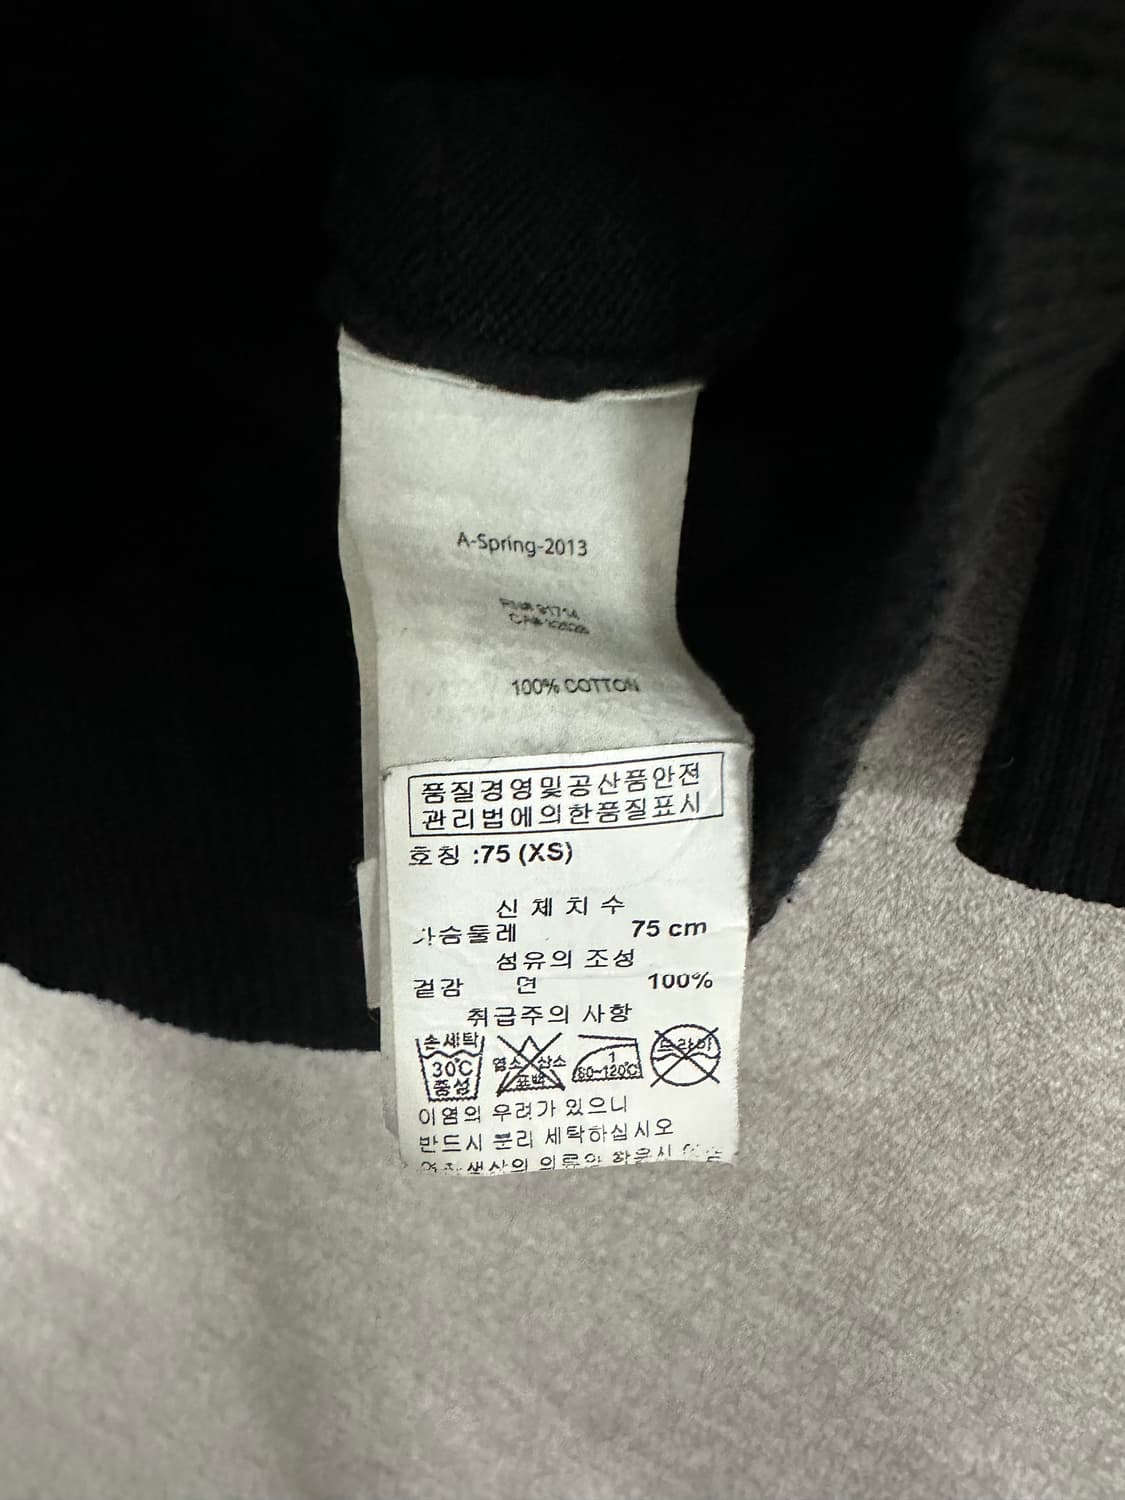 A-Spring-2013
RN# 91714
100% COTTON
품질경영및공산품안전
관리법에의한품질표시
호칭 :75 (XS)
신 체 치 수
가슴둘레 75 cm
섬유의 조성
겉감 면 100%
취급주의 사항
손세탁
30℃
중성
염소 산소
표백
1
80~120℃
드라이
이염의 우려가 있으니
반드시 분리 세탁하십시오